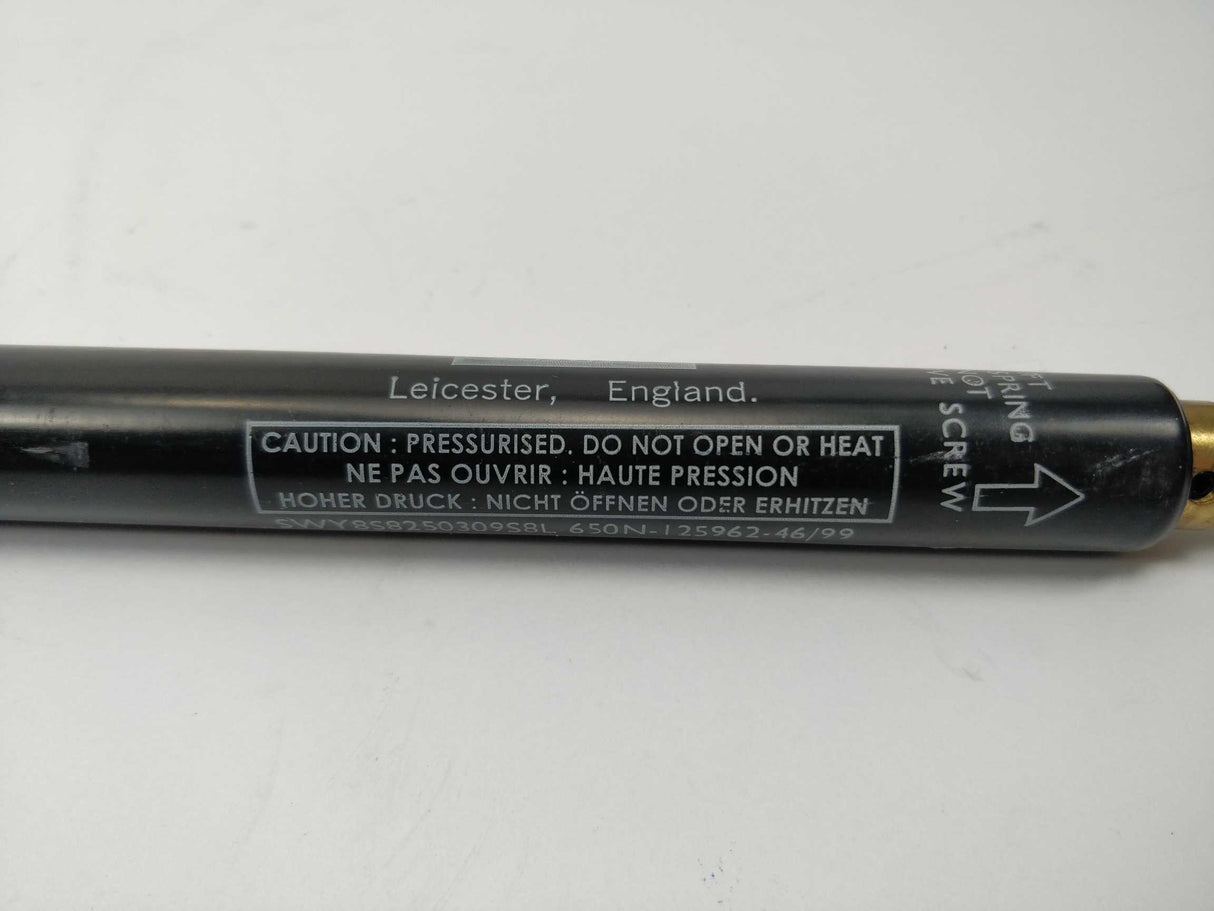 Leicester, England.
CAUTION : PRESSURISED. DO NOT OPEN OR HEAT
NE PAS OUVRIR : HAUTE PRESSION
HOHER DRUCK : NICHT ÖFFNEN ODER ERHITZEN
SWY8S8250309S8L 650N-125962-46/99
NOT
SCREW